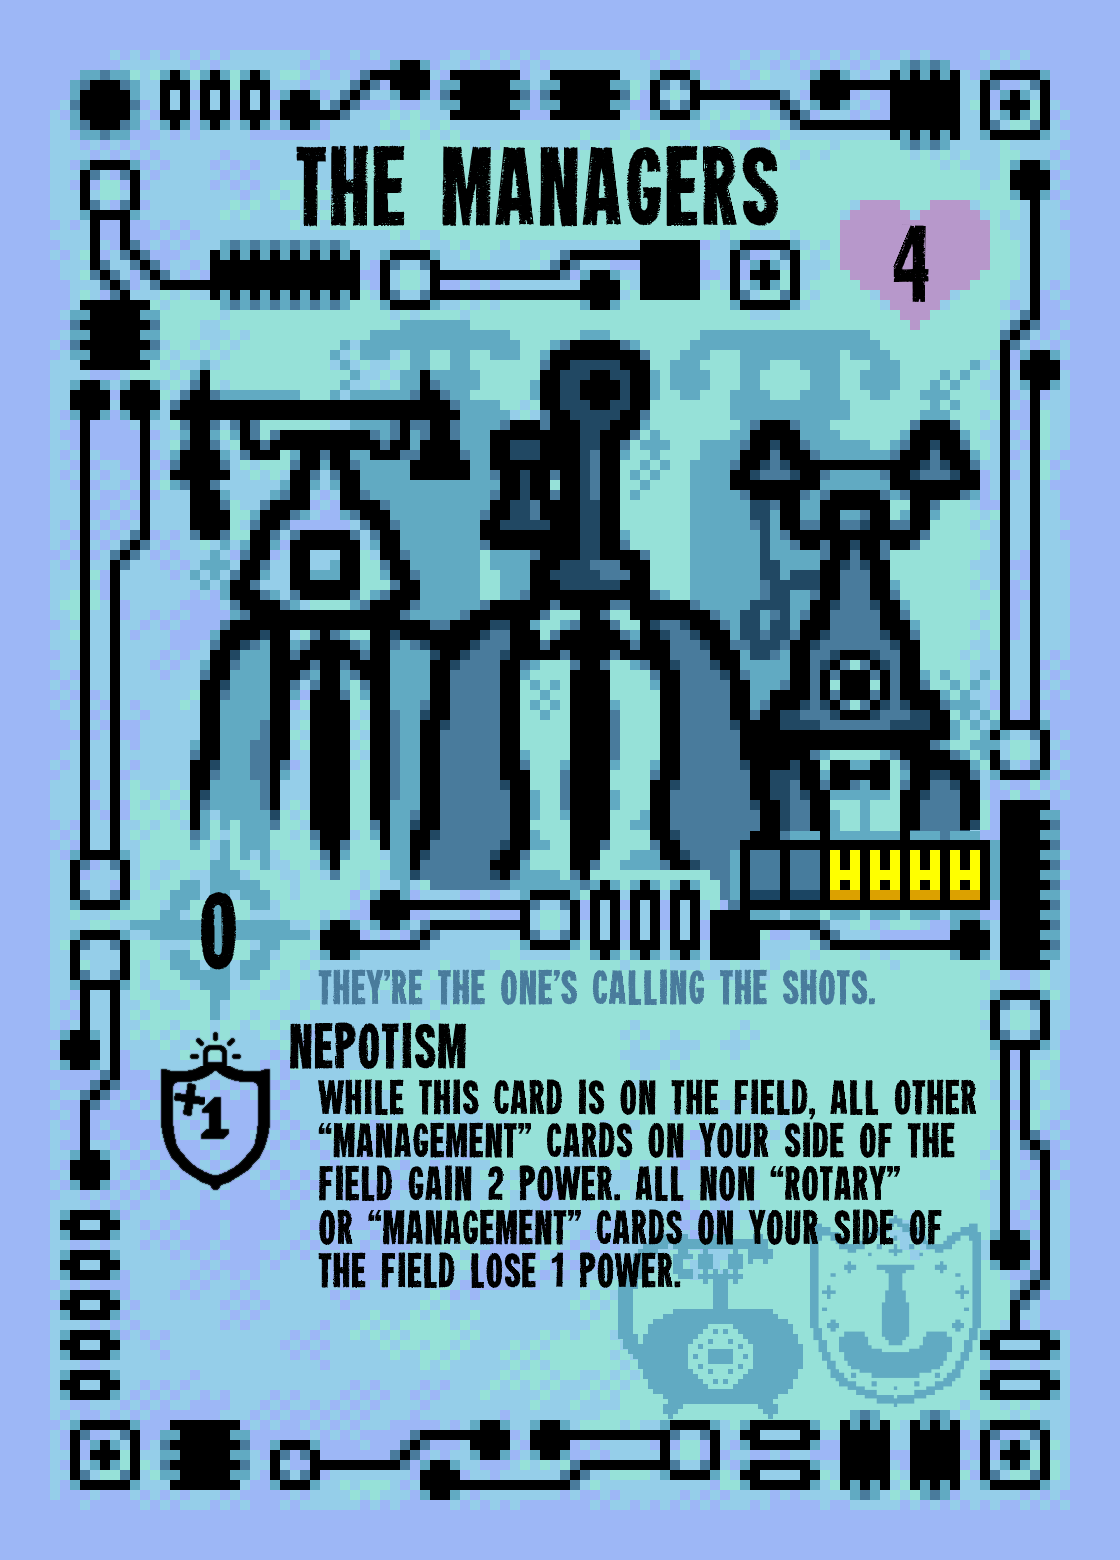 THE MANAGERS
4
0
THEY'RE THE ONE'S CALLING THE SHOTS.
NEPOTISM
+1
WHILE THIS CARD IS ON THE FIELD, ALL OTHER
“MANAGEMENT” CARDS ON YOUR SIDE OF THE
FIELD GAIN 2 POWER. ALL NON “ROTARY”
OR “MANAGEMENT” CARDS ON YOUR SIDE OF
THE FIELD LOSE 1 POWER.